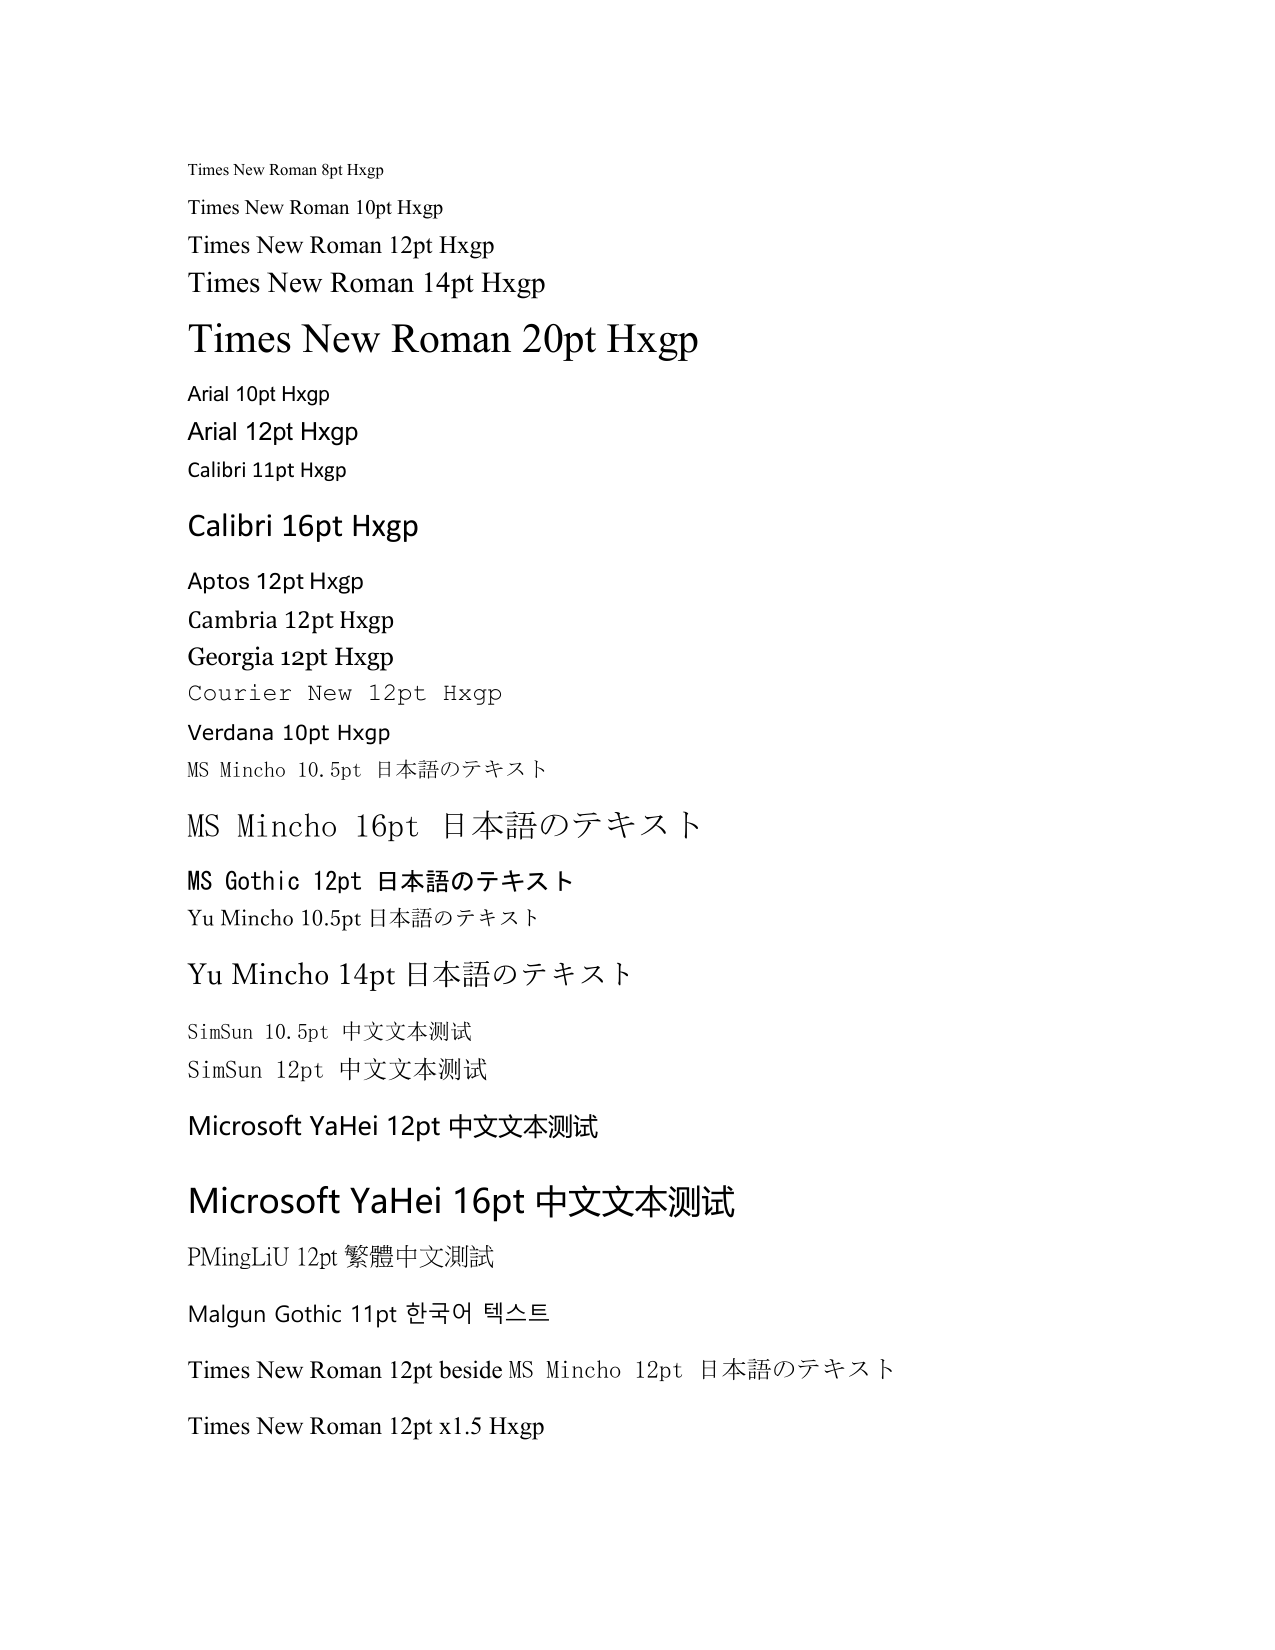 Times New Roman 8pt Hxgp
Times New Roman 10pt Hxgp
Times New Roman 12pt Hxgp
Times New Roman 14pt Hxgp
Times New Roman 20pt Hxgp
Arial 10pt Hxgp
Arial 12pt Hxgp
Calibri 11pt Hxgp
Calibri 16pt Hxgp
Aptos 12pt Hxgp
Cambria 12pt Hxgp
Georgia 12pt Hxgp
Courier New 12pt Hxgp
Verdana 10pt Hxgp
MS Mincho 10.5pt 日本語のテキスト
MS Mincho 16pt 日本語のテキスト
MS Gothic 12pt 日本語のテキスト
Yu Mincho 10.5pt 日本語のテキスト
Yu Mincho 14pt 日本語のテキスト
SimSun 10.5pt 中文文本测试
SimSun 12pt 中文文本测试
Microsoft YaHei 12pt 中文文本测试
Microsoft YaHei 16pt 中文文本测试
PMingLiU 12pt 繁體中文測試
Malgun Gothic 11pt 한국어 텍스트
Times New Roman 12pt beside MS Mincho 12pt 日本語のテキスト
Times New Roman 12pt x1.5 Hxgp